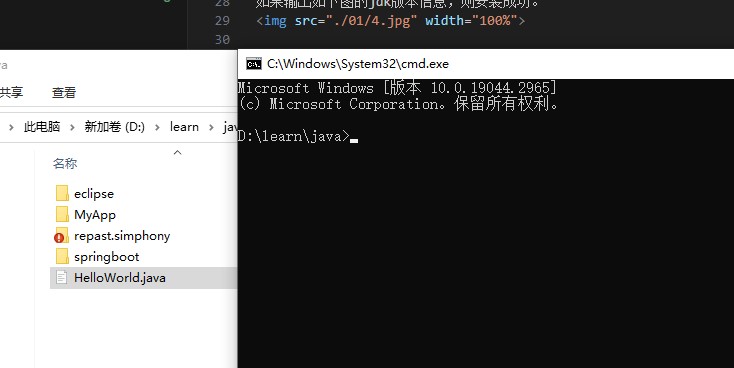 28
如果输出如下图的jdk版本信息，则安装成功。
29
<img src="./01/4.jpg" width="100%">
30
va
共享
查看
此电脑 > 新加卷 (D:) > learn > jav
名称
eclipse
MyApp
repast.simphony
springboot
HelloWorld.java
C:\Windows\System32\cmd.exe
Microsoft Windows [版本 10.0.19044.2965]
(c) Microsoft Corporation。保留所有权利。
D:\learn\java>